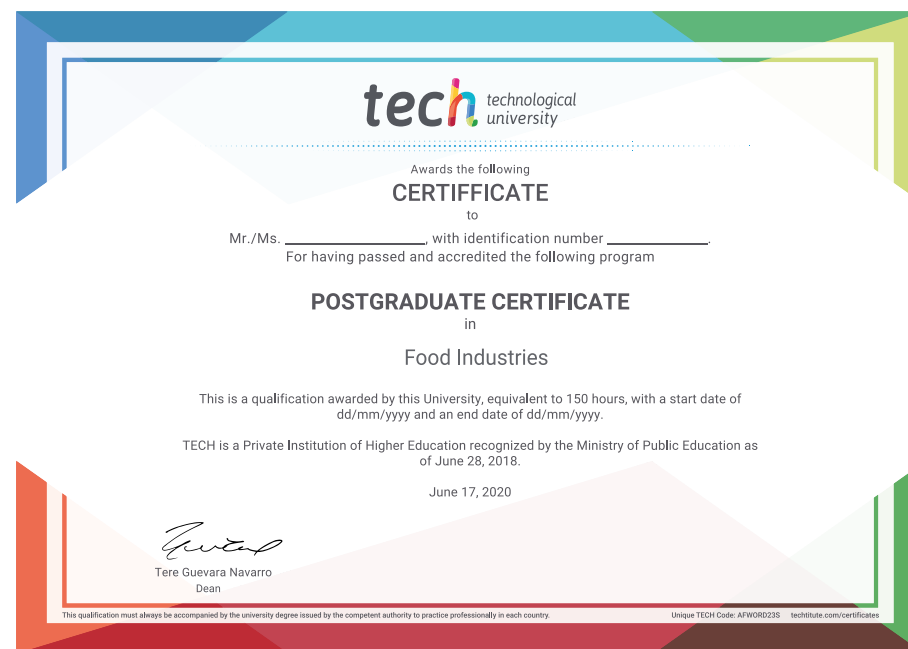 tech technological
university
Awards the following
CERTIFFICATE
to
Mr./Ms. ____________________, with identification number ______________.
For having passed and accredited the following program
POSTGRADUATE CERTIFICATE
in
Food Industries
This is a qualification awarded by this University, equivalent to 150 hours, with a start date of
dd/mm/yyyy and an end date of dd/mm/yyyy.
TECH is a Private Institution of Higher Education recognized by the Ministry of Public Education as
of June 28, 2018.
June 17, 2020
Tere Guevara Navarro
Dean
This qualification must always be accompanied by the university degree issued by the competent authority to practice professionally in each country.
Unique TECH Code: AFWORD23S techtitute.com/certificates